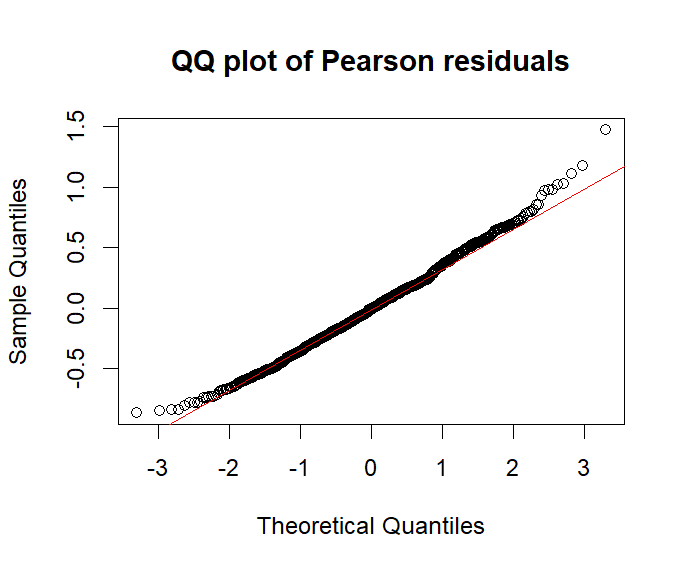 QQ plot of Pearson residuals
Sample Quantiles
1.5
1.0
0.5
0.0
-0.5
-3 -2 -1 0 1 2 3
Theoretical Quantiles